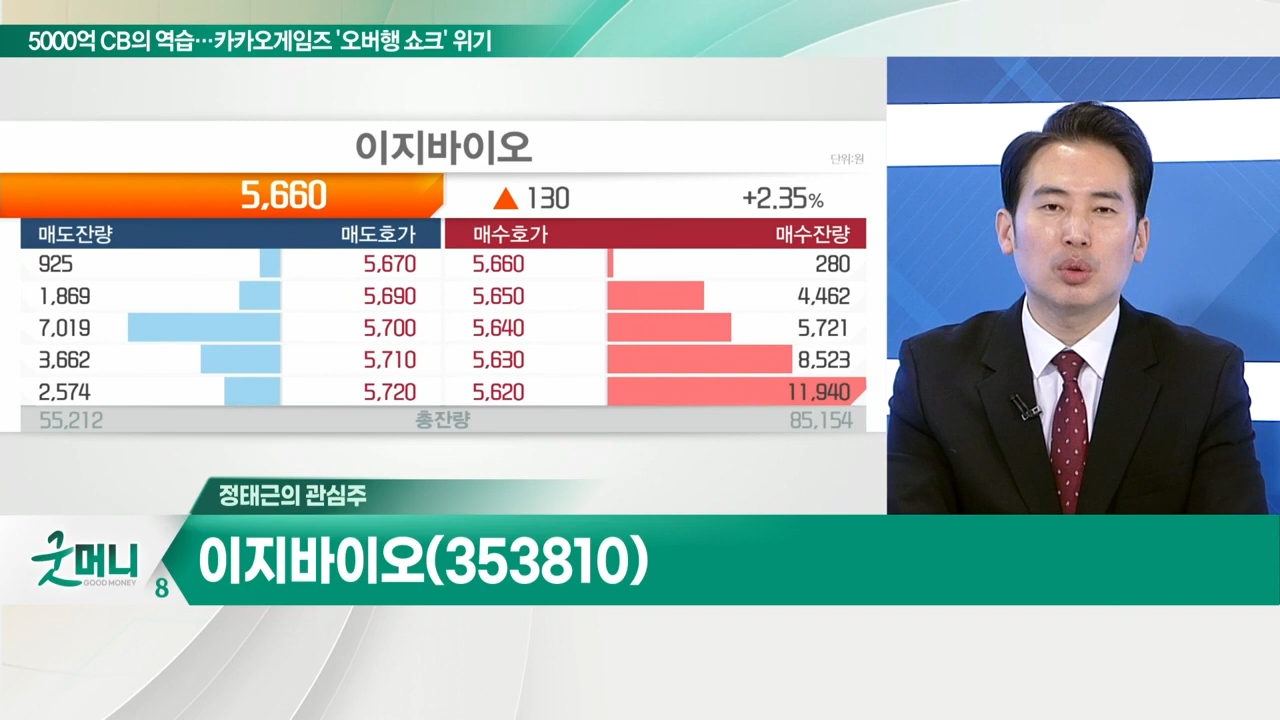 5000억 CB의 역습…카카오게임즈 '오버행 쇼크' 위기
이지바이오
단위:원
5,660 ▲ 130 +2.35%
매도잔량 매도호가 매수호가 매수잔량
925 5,670 5,660 280
1,869 5,690 5,650 4,462
7,019 5,700 5,640 5,721
3,662 5,710 5,630 8,523
2,574 5,720 5,620 11,940
55,212 총잔량 85,154
정태근의 관심주
굿머니
GOOD MONEY
8
이지바이오(353810)